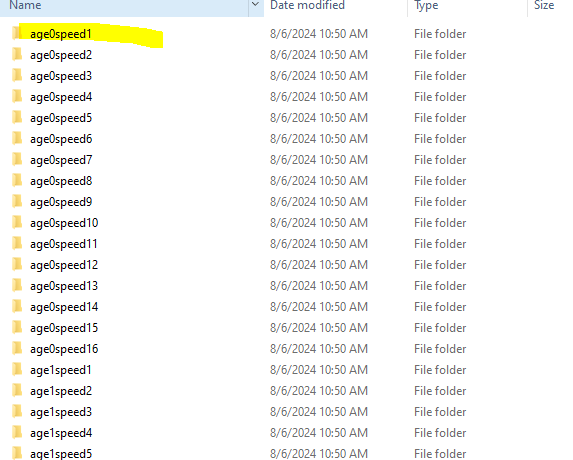 Name Date modified Type Size
age0speed1 8/6/2024 10:50 AM File folder
age0speed2 8/6/2024 10:50 AM File folder
age0speed3 8/6/2024 10:50 AM File folder
age0speed4 8/6/2024 10:50 AM File folder
age0speed5 8/6/2024 10:50 AM File folder
age0speed6 8/6/2024 10:50 AM File folder
age0speed7 8/6/2024 10:50 AM File folder
age0speed8 8/6/2024 10:50 AM File folder
age0speed9 8/6/2024 10:50 AM File folder
age0speed10 8/6/2024 10:50 AM File folder
age0speed11 8/6/2024 10:50 AM File folder
age0speed12 8/6/2024 10:50 AM File folder
age0speed13 8/6/2024 10:50 AM File folder
age0speed14 8/6/2024 10:50 AM File folder
age0speed15 8/6/2024 10:50 AM File folder
age0speed16 8/6/2024 10:50 AM File folder
age1speed1 8/6/2024 10:50 AM File folder
age1speed2 8/6/2024 10:50 AM File folder
age1speed3 8/6/2024 10:50 AM File folder
age1speed4 8/6/2024 10:50 AM File folder
age1speed5 8/6/2024 10:50 AM File folder